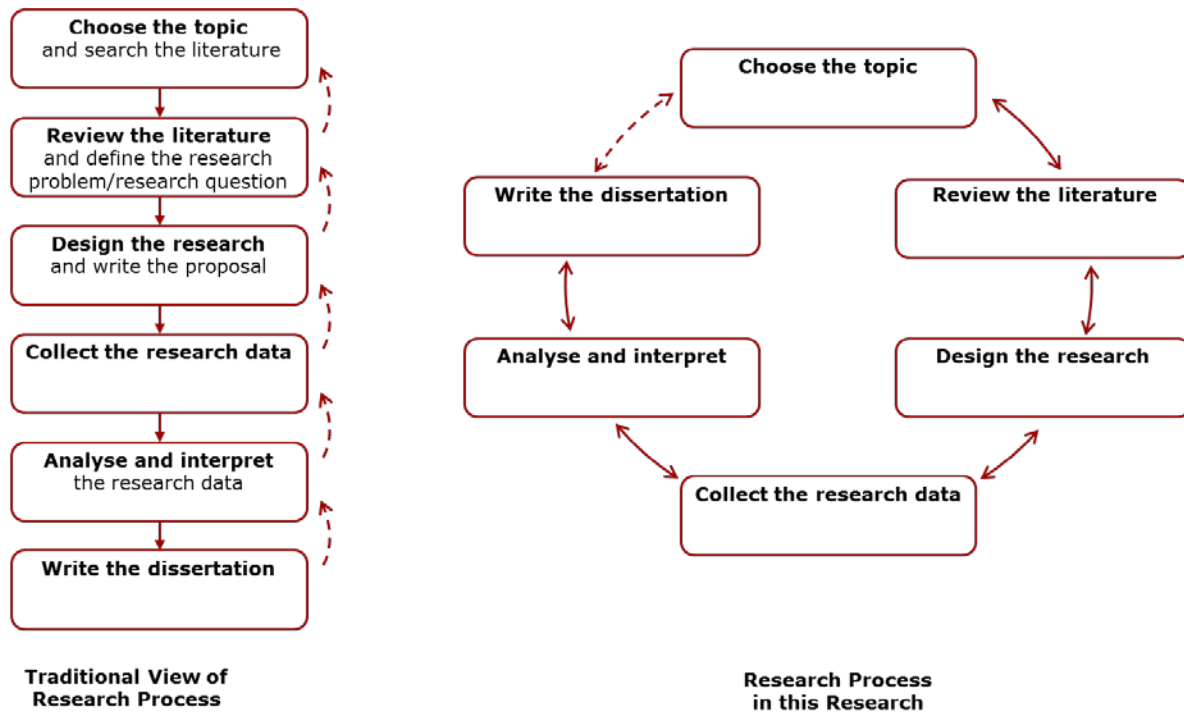 Choose the topic
and search the literature
Review the literature
and define the research
problem/research question
Design the research
and write the proposal
Collect the research data
Analyse and interpret
the research data
Write the dissertation
Traditional View of
Research Process
Choose the topic
Write the dissertation
Review the literature
Analyse and interpret
Design the research
Collect the research data
Research Process
in this Research